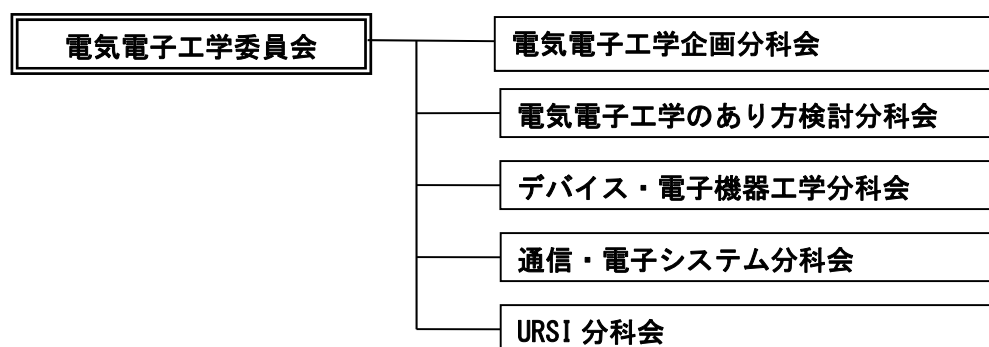 電気電子工学委員会
電気電子工学企画分科会
電気電子工学のあり方検討分科会
デバイス・電子機器工学分科会
通信・電子システム分科会
URSI 分科会